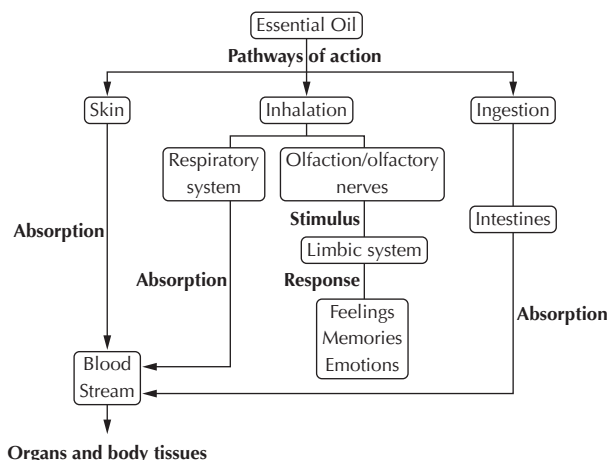 Essential Oil
Pathways of action
Skin
Inhalation
Ingestion
Respiratory
system
Olfaction/olfactory
nerves
Absorption
Stimulus
Intestines
Limbic system
Absorption
Response
Feelings
Memories
Emotions
Absorption
Blood
Stream
Organs and body tissues